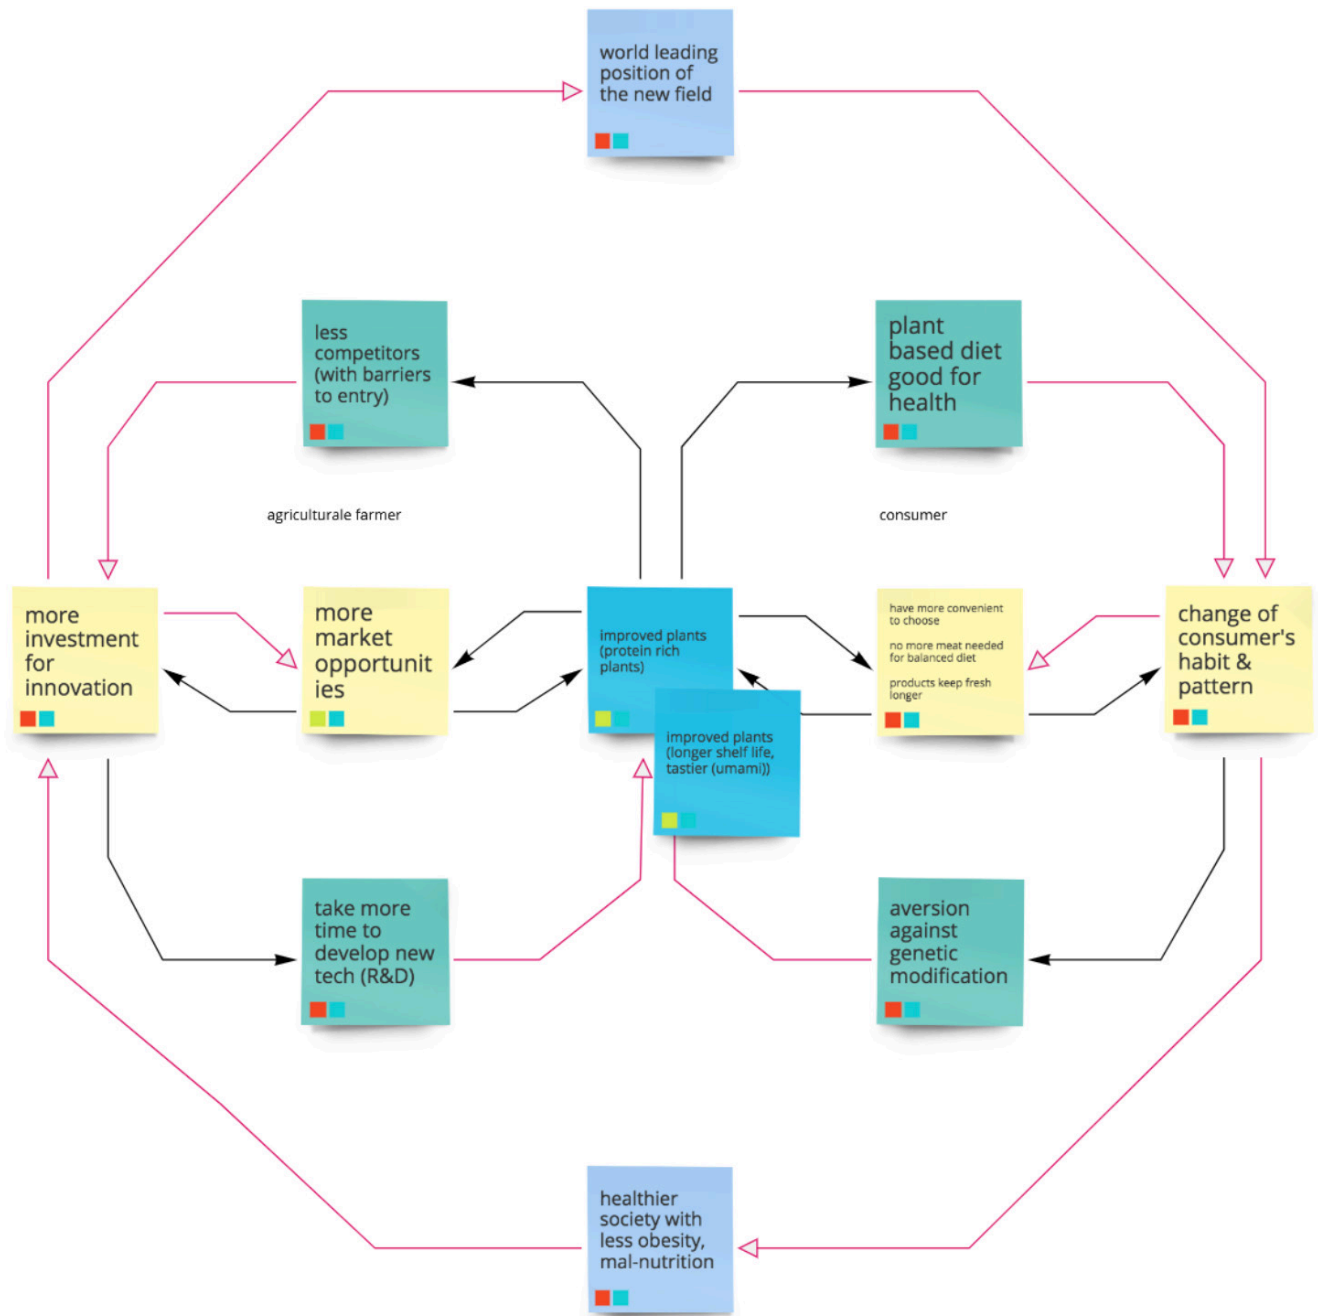 world leading
position of
the new field
less
competitors
(with barriers
to entry)
plant
based diet
good for
health
agriculturale farmer
consumer
more
investment
for
innovation
more
market
opportunit
ies
improved plants
(protein rich
plants)
have more convenient
to choose
no more meat needed
for balanced diet
products keep fresh
longer
change of
consumer's
habit &
pattern
improved plants
(longer shelf life,
tastier (umami))
take more
time to
develop new
tech (R&D)
aversion
against
genetic
modification
healthier
society with
less obesity,
mal-nutrition